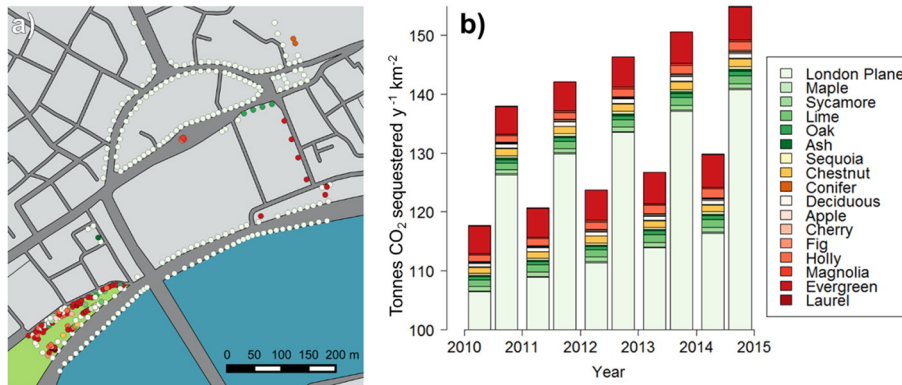 a)
0 50 100 150 200 m
b)
Tonnes CO2 sequestered y-1 km-2
150
140
130
120
110
100
2010 2011 2012 2013 2014 2015
Year
London Plane
Maple
Sycamore
Lime
Oak
Ash
Sequoia
Chestnut
Conifer
Deciduous
Apple
Cherry
Fig
Holly
Magnolia
Evergreen
Laurel